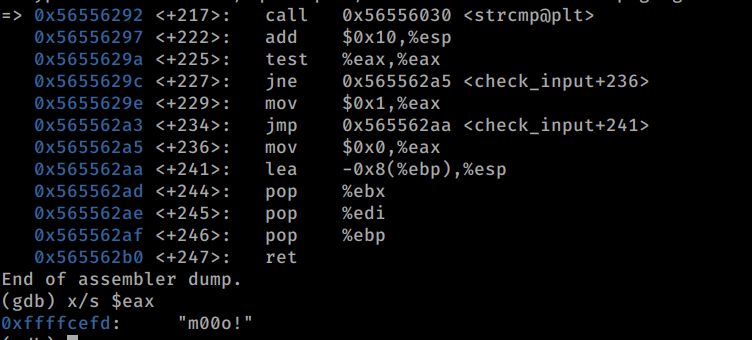 => 0x56556292 <+217>: call 0x56556030 <strcmp@plt>
0x56556297 <+222>: add $0x10,%esp
0x5655629a <+225>: test %eax,%eax
0x5655629c <+227>: jne 0x565562a5 <check_input+236>
0x5655629e <+229>: mov $0x1,%eax
0x565562a3 <+234>: jmp 0x565562aa <check_input+241>
0x565562a5 <+236>: mov $0x0,%eax
0x565562aa <+241>: lea -0x8(%ebp),%esp
0x565562ad <+244>: pop %ebx
0x565562ae <+245>: pop %edi
0x565562af <+246>: pop %ebp
0x565562b0 <+247>: ret
End of assembler dump.
(gdb) x/s $eax
0xffffcefd: "m00o!"